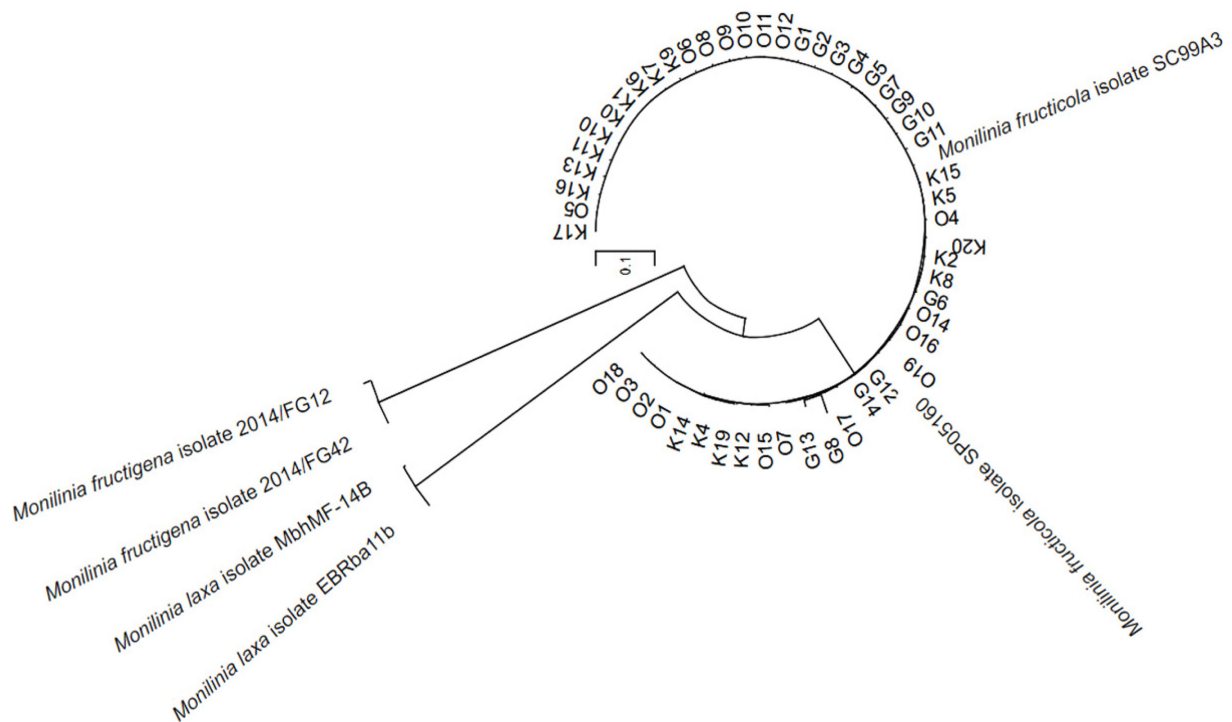 K17
O5
K16
K13
K11
K10
K1
K6
K7
K9
O6
O8
O9
O10
O11
O12
G1
G2
G3
G4
G5
G7
G9
G10
G11
Monilinia fructicola isolate SC99A3
K15
K5
O4
K20
K2
K8
G6
O14
O16
O19
Monilinia fructicola isolate SP05160
G12
G14
O17
G8
G13
O7
O15
K12
K19
K4
K14
O1
O2
O3
O18
0.1
Monilinia fructigena isolate 2014/FG12
Monilinia fructigena isolate 2014/FG42
Monilinia laxa isolate MbhMF-14B
Monilinia laxa isolate EBRba11b